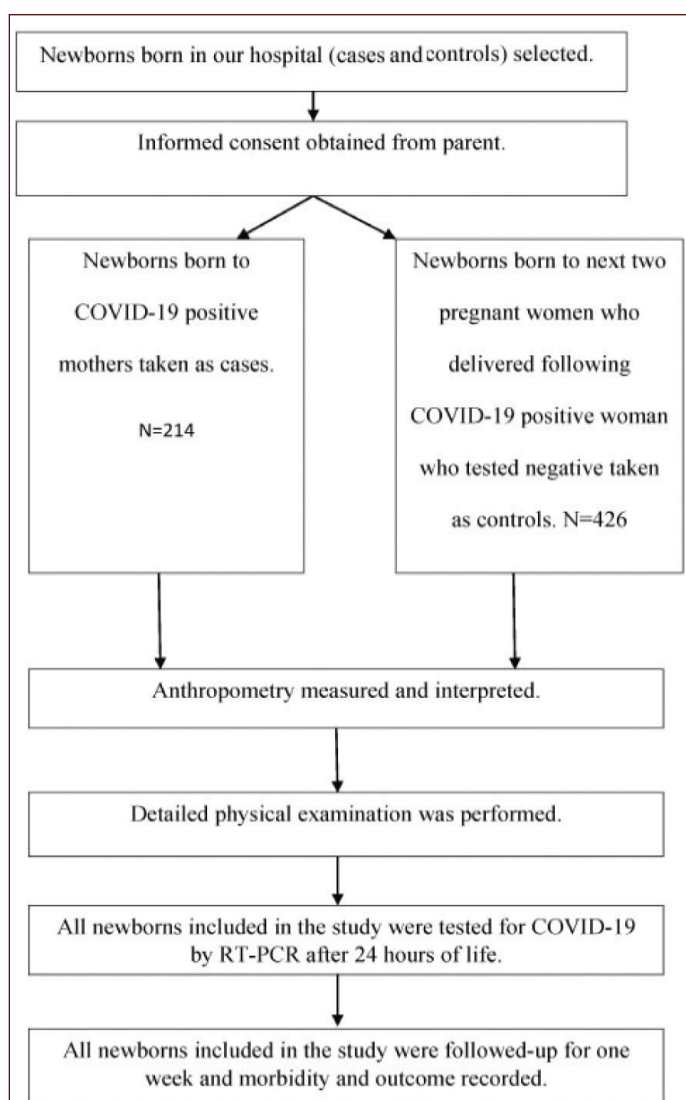 Newborns born in our hospital (cases and controls) selected.
Informed consent obtained from parent.
Newborns born to
COVID-19 positive
mothers taken as cases.
N=214
Newborns born to next two
pregnant women who
delivered following
COVID-19 positive woman
who tested negative taken
as controls. N=426
Anthropometry measured and interpreted.
Detailed physical examination was performed.
All newborns included in the study were tested for COVID-19
by RT-PCR after 24 hours of life.
All newborns included in the study were followed-up for one
week and morbidity and outcome recorded.